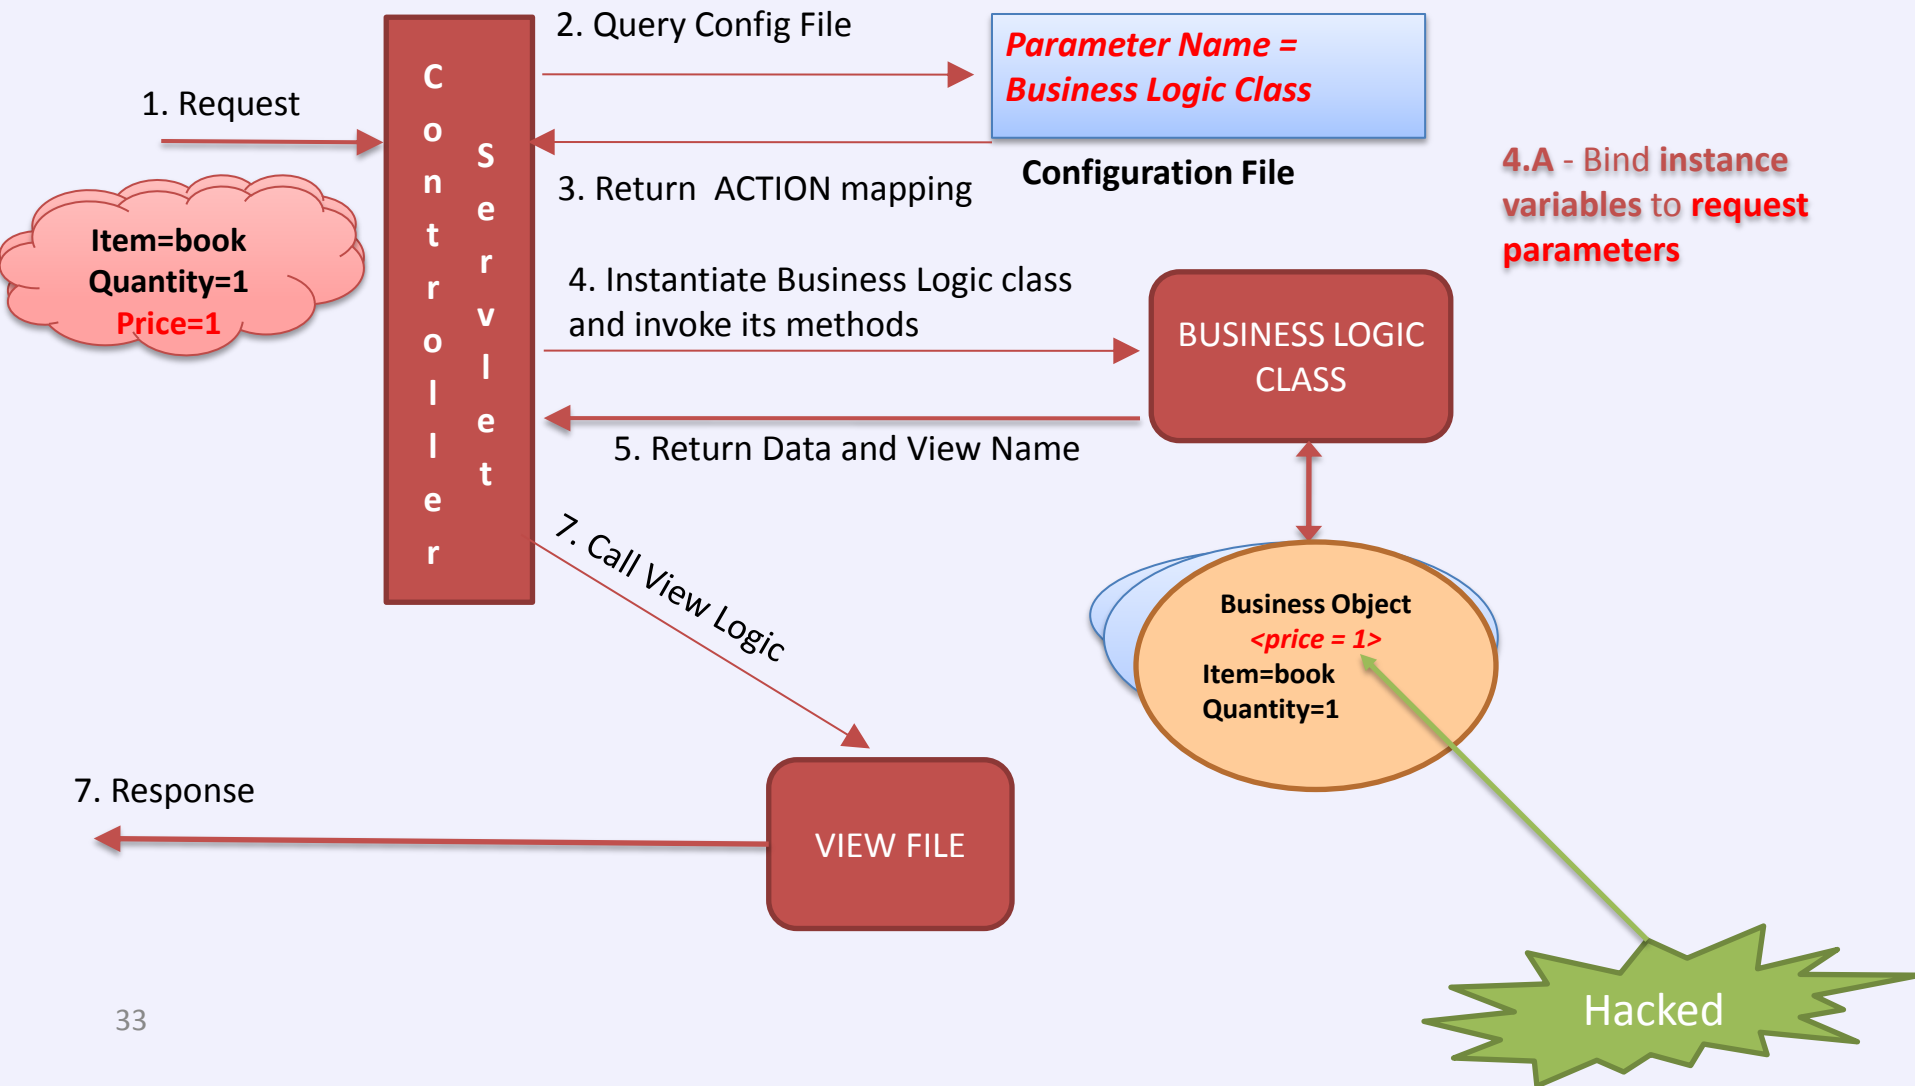 2. Query Config File
Parameter Name =
Business Logic Class
1. Request
Controller
Servlet
Configuration File
3. Return  ACTION mapping
4.A - Bind instance
variables to request
parameters
Item=book
Quantity=1
Price=1
4. Instantiate Business Logic class
and invoke its methods
BUSINESS LOGIC
CLASS
5. Return Data and View Name
7. Call View Logic
Business Object
<price = 1>
Item=book
Quantity=1
7. Response
VIEW FILE
Hacked
33